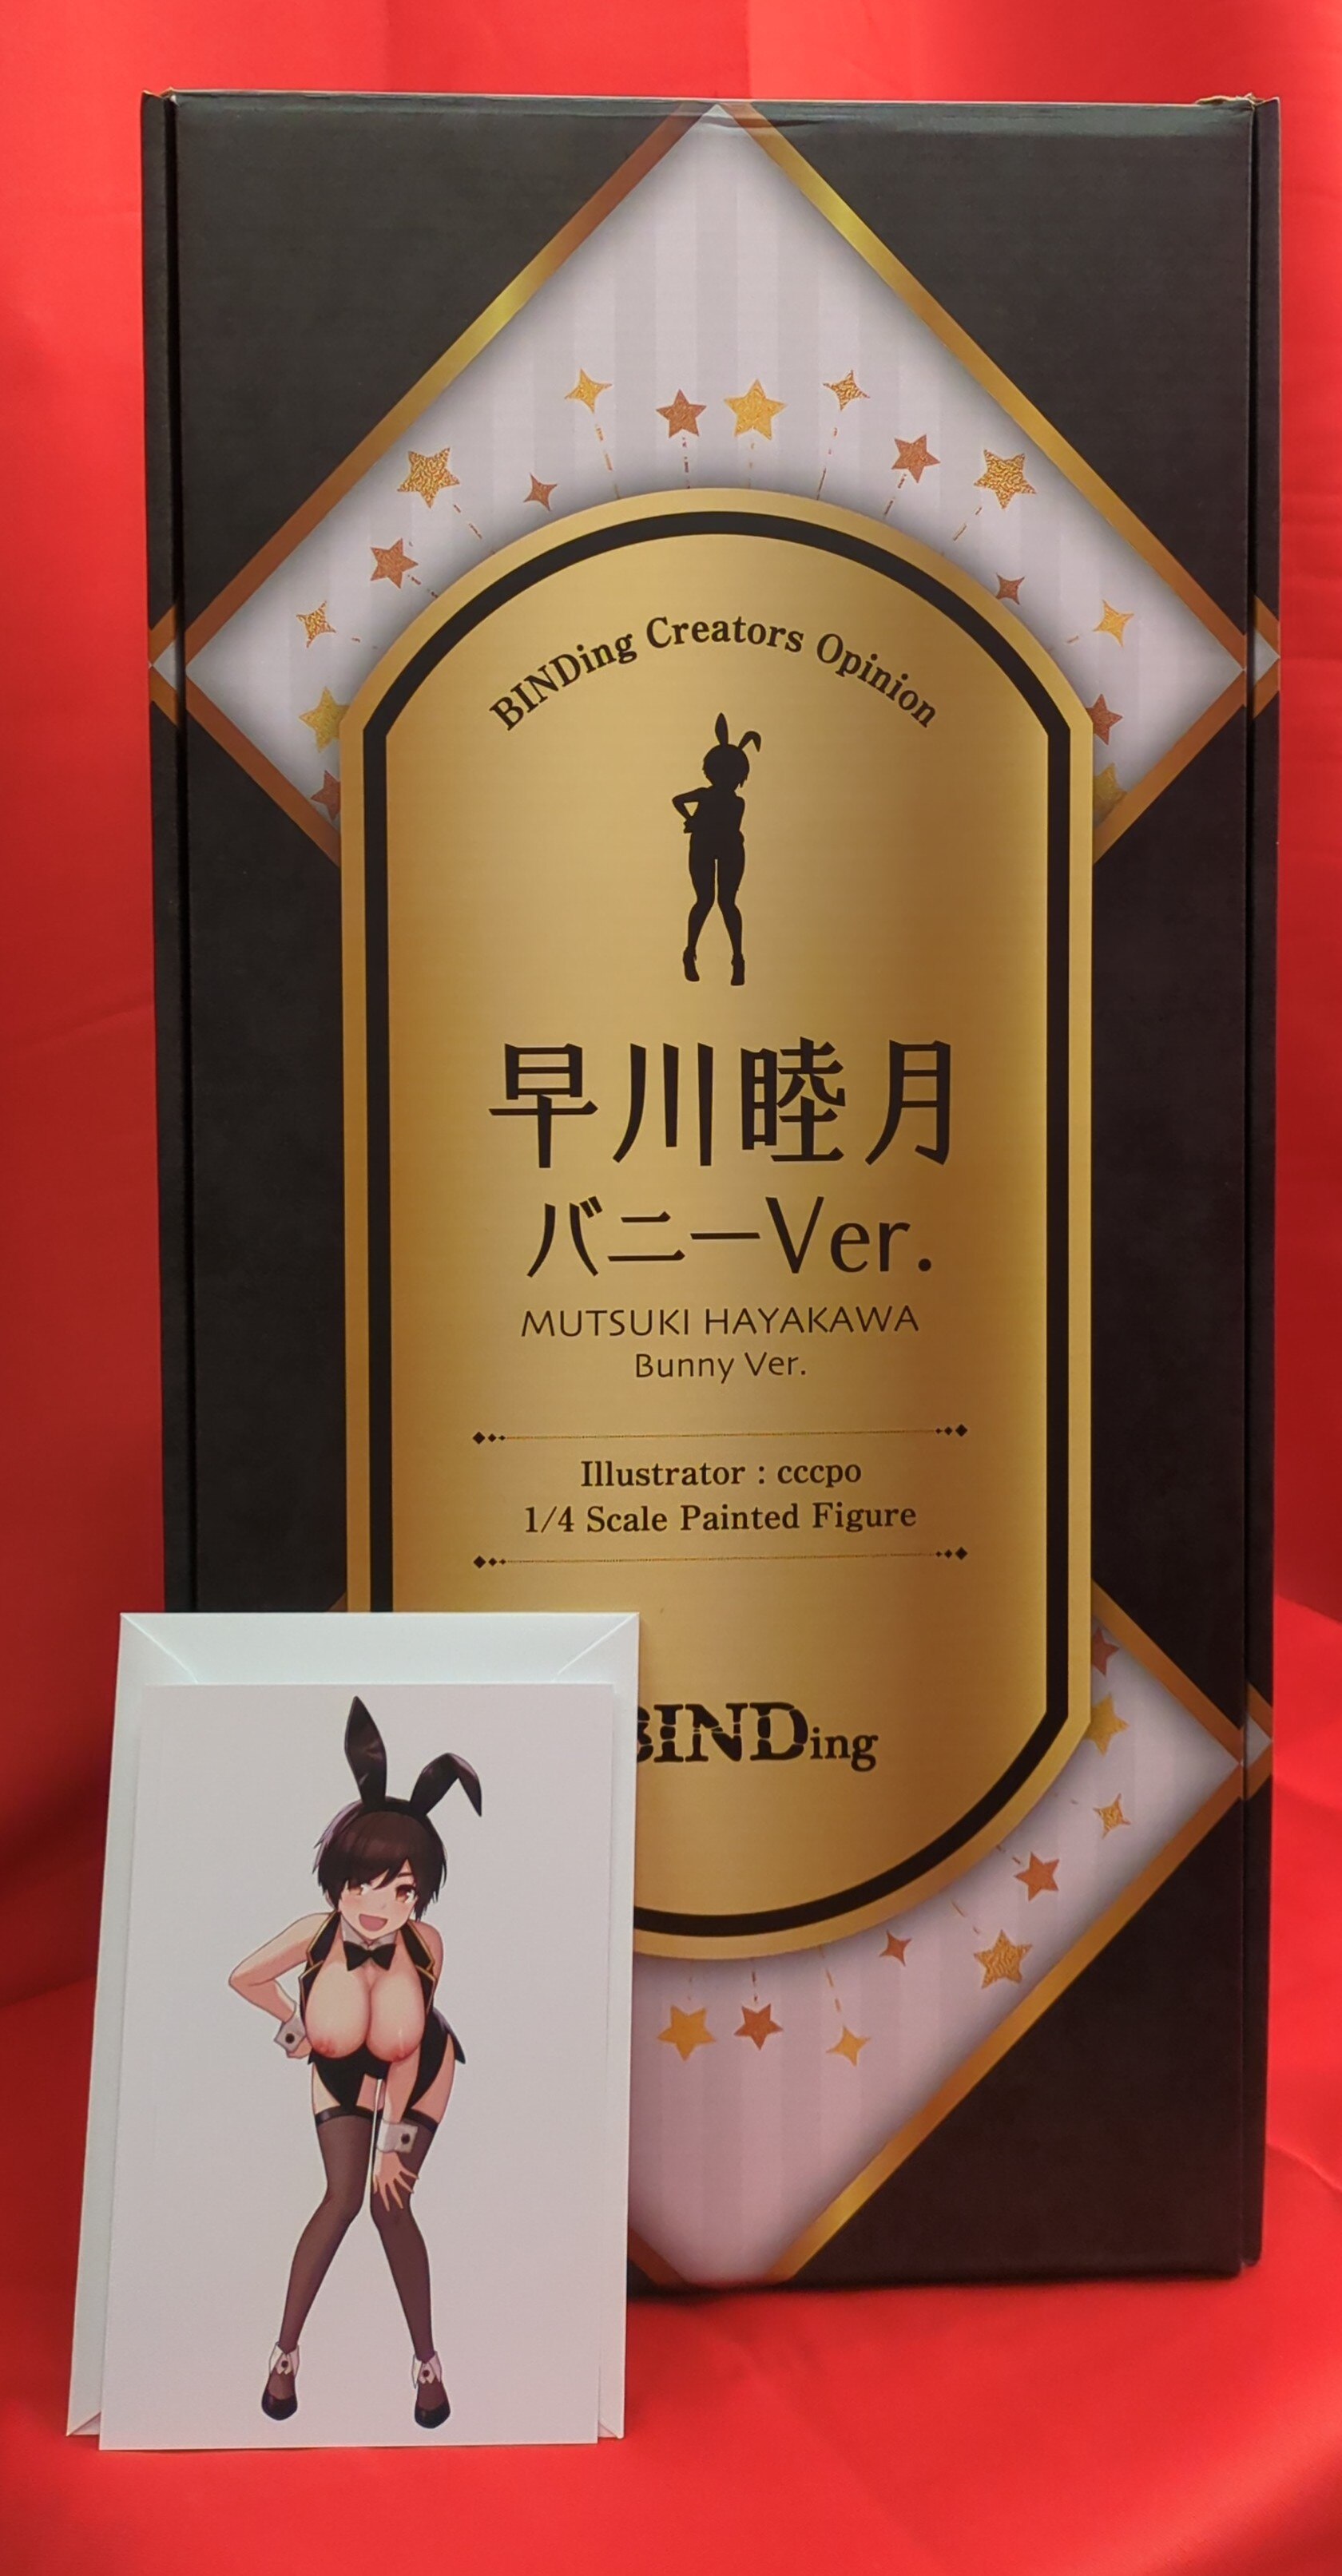 BINDing Creators Opinion
早川睦月
バニーVer.
MUTSUKI HAYAKAWA
Bunny Ver.
Illustrator : cccpo
1/4 Scale Painted Figure
BINDing